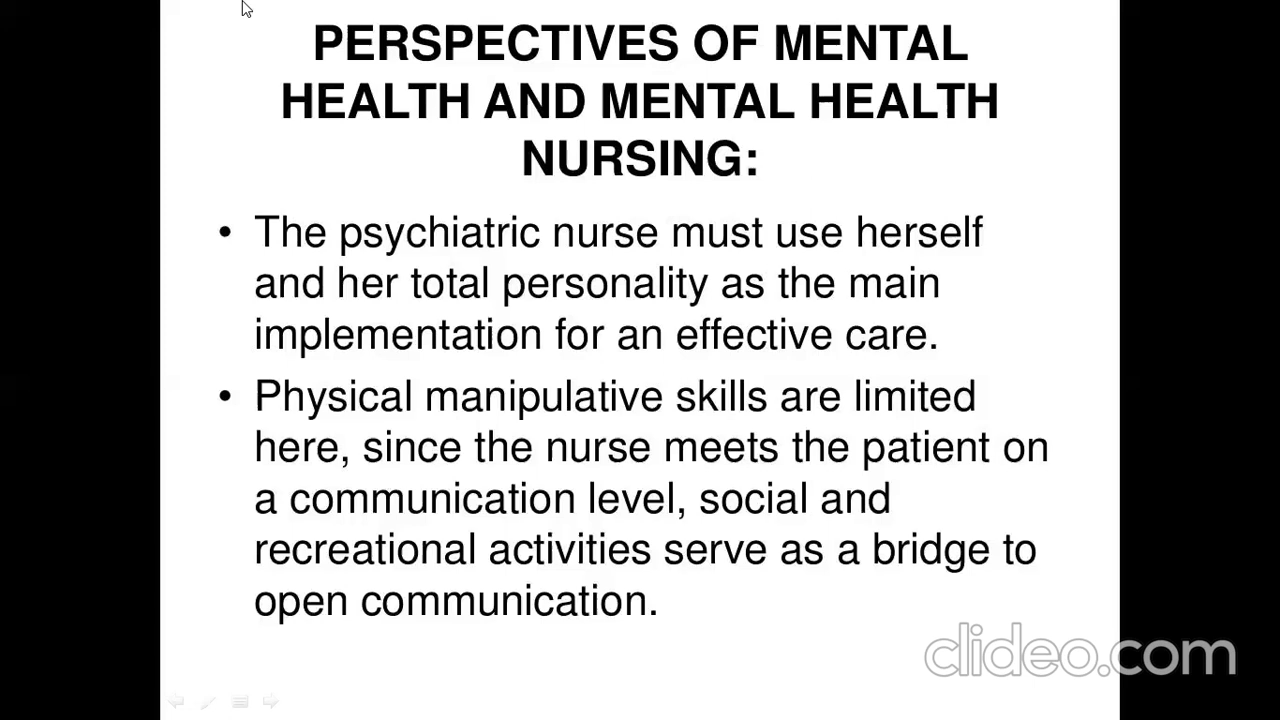 PERSPECTIVES OF MENTAL
HEALTH AND MENTAL HEALTH
NURSING:
• The psychiatric nurse must use herself
and her total personality as the main
implementation for an effective care.
• Physical manipulative skills are limited
here, since the nurse meets the patient on
a communication level, social and
recreational activities serve as a bridge to
open communication.
clideo.com